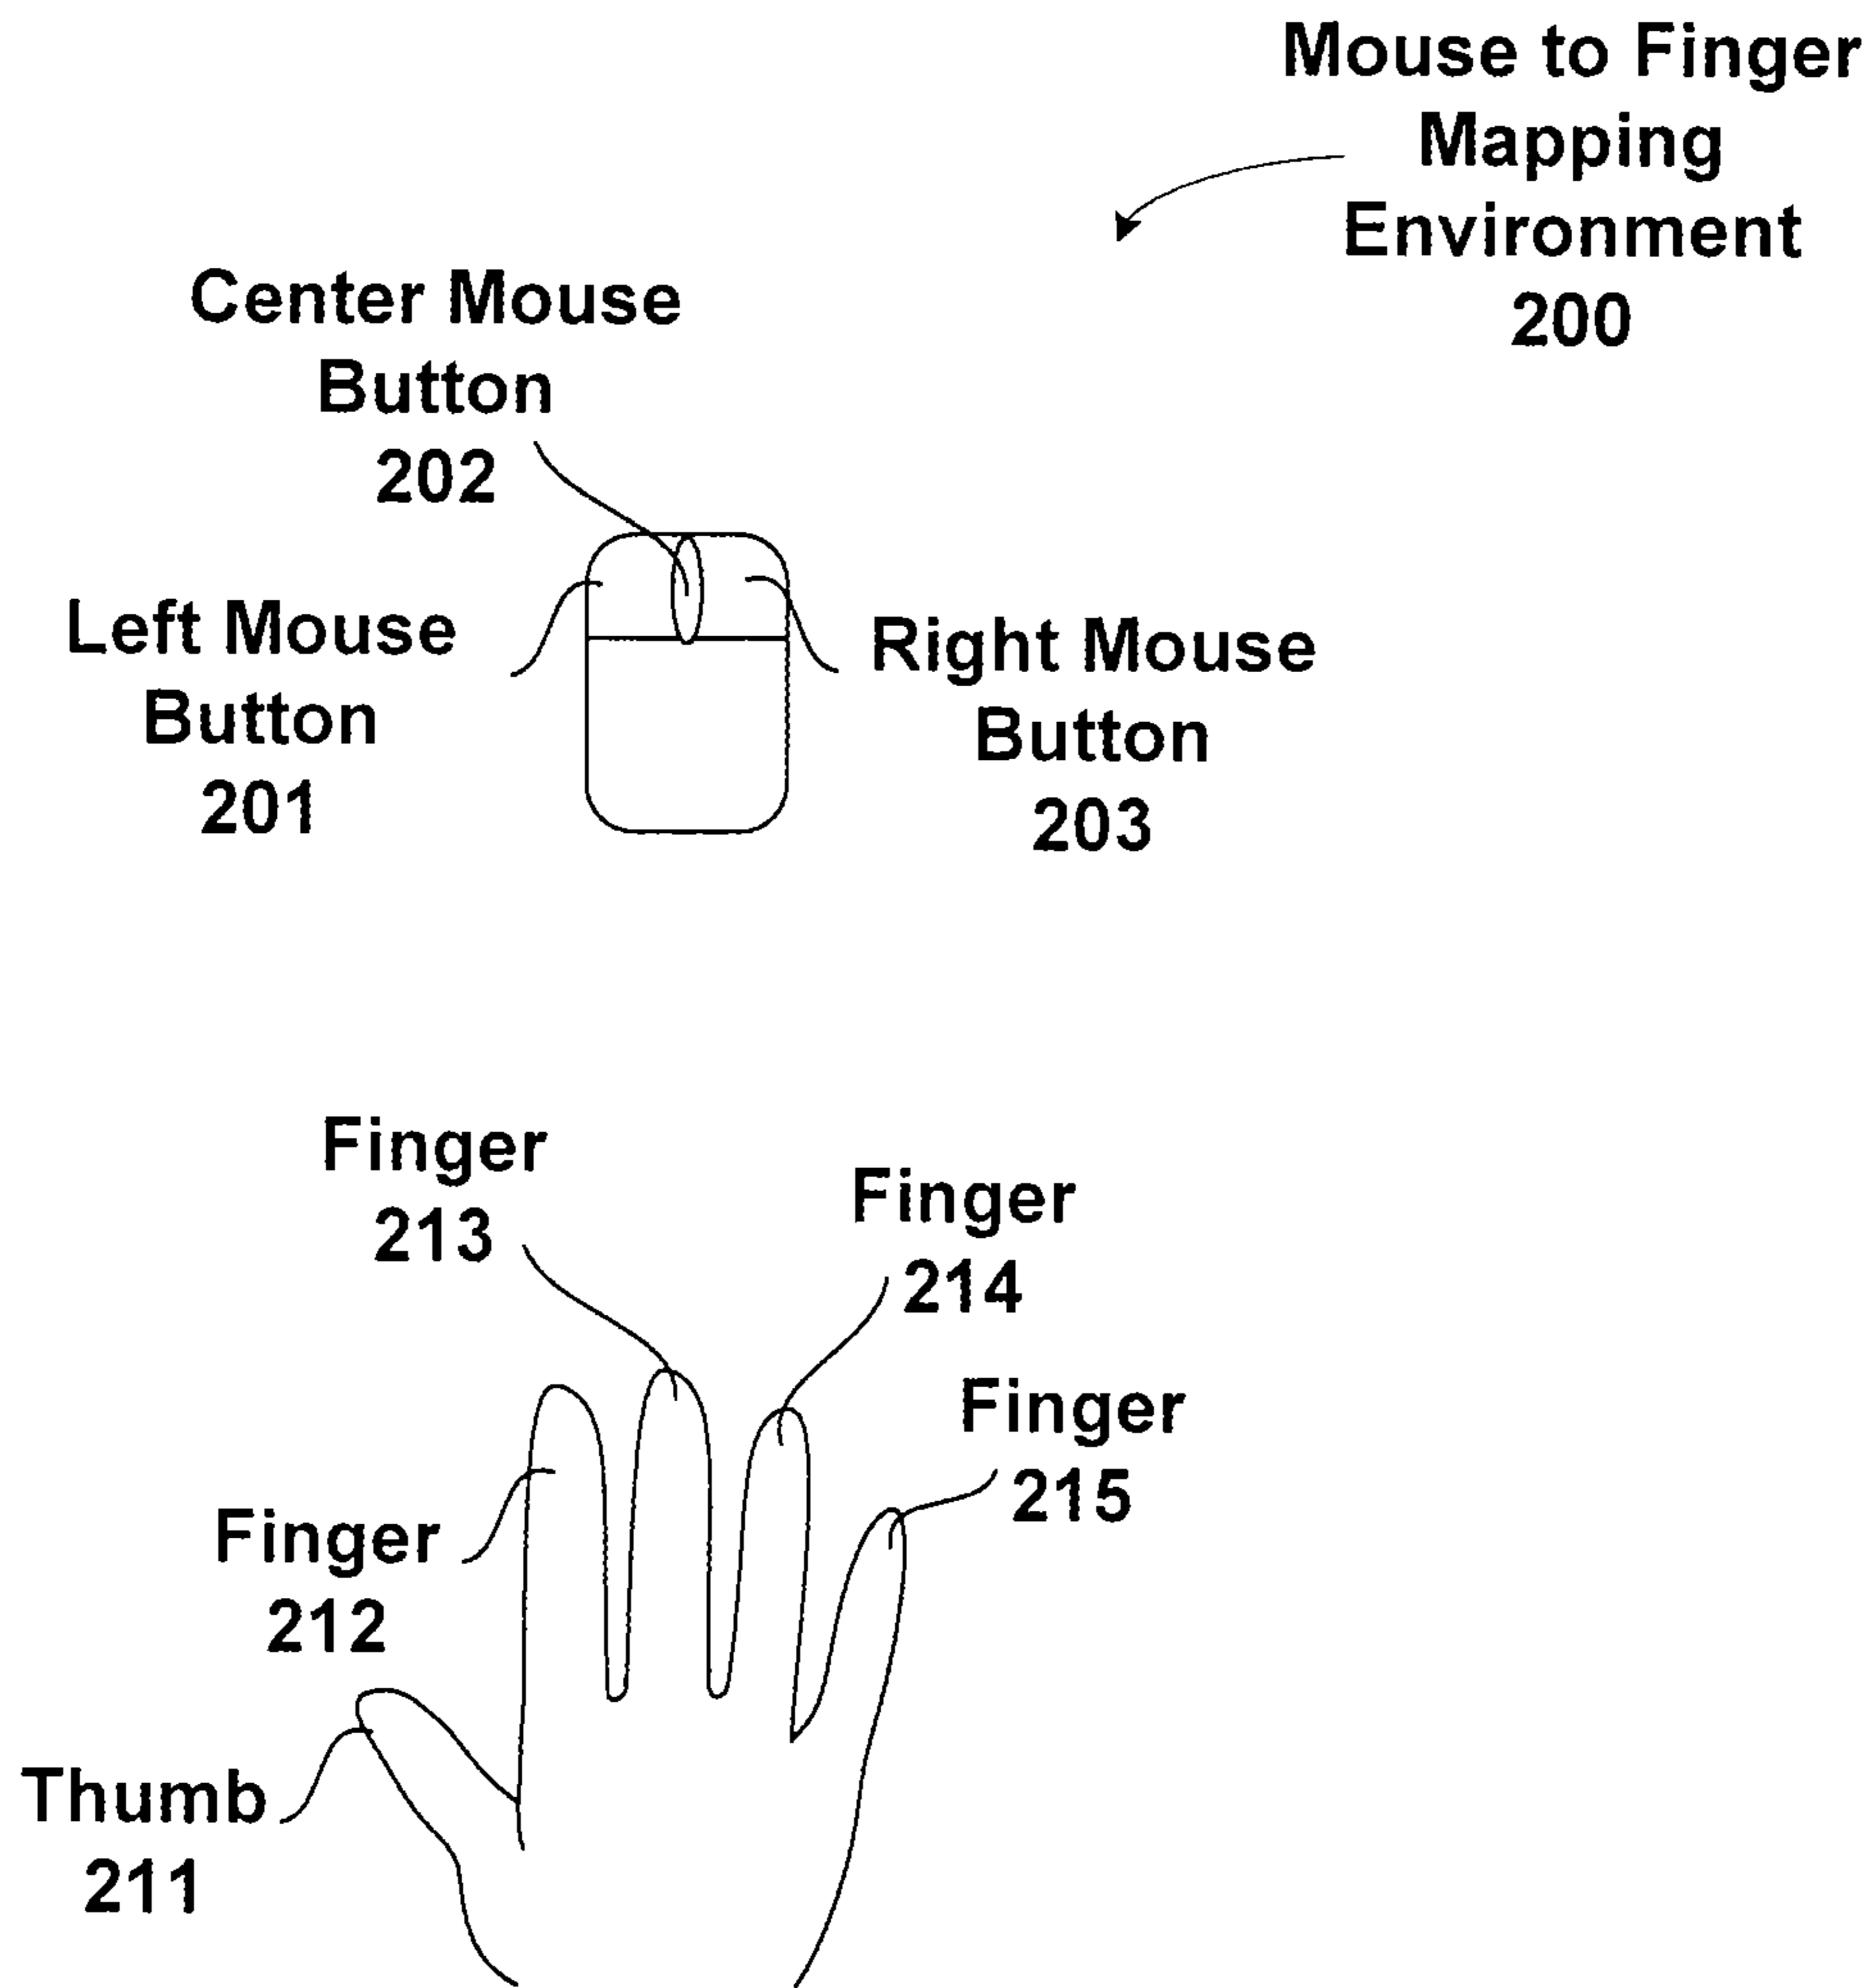 Mouse to Finger
Mapping
Environment
200
Center Mouse
Button
202
Left Mouse
Button
201
Right Mouse
Button
203
Finger
213
Finger
214
Finger
215
Finger
212
Thumb
211